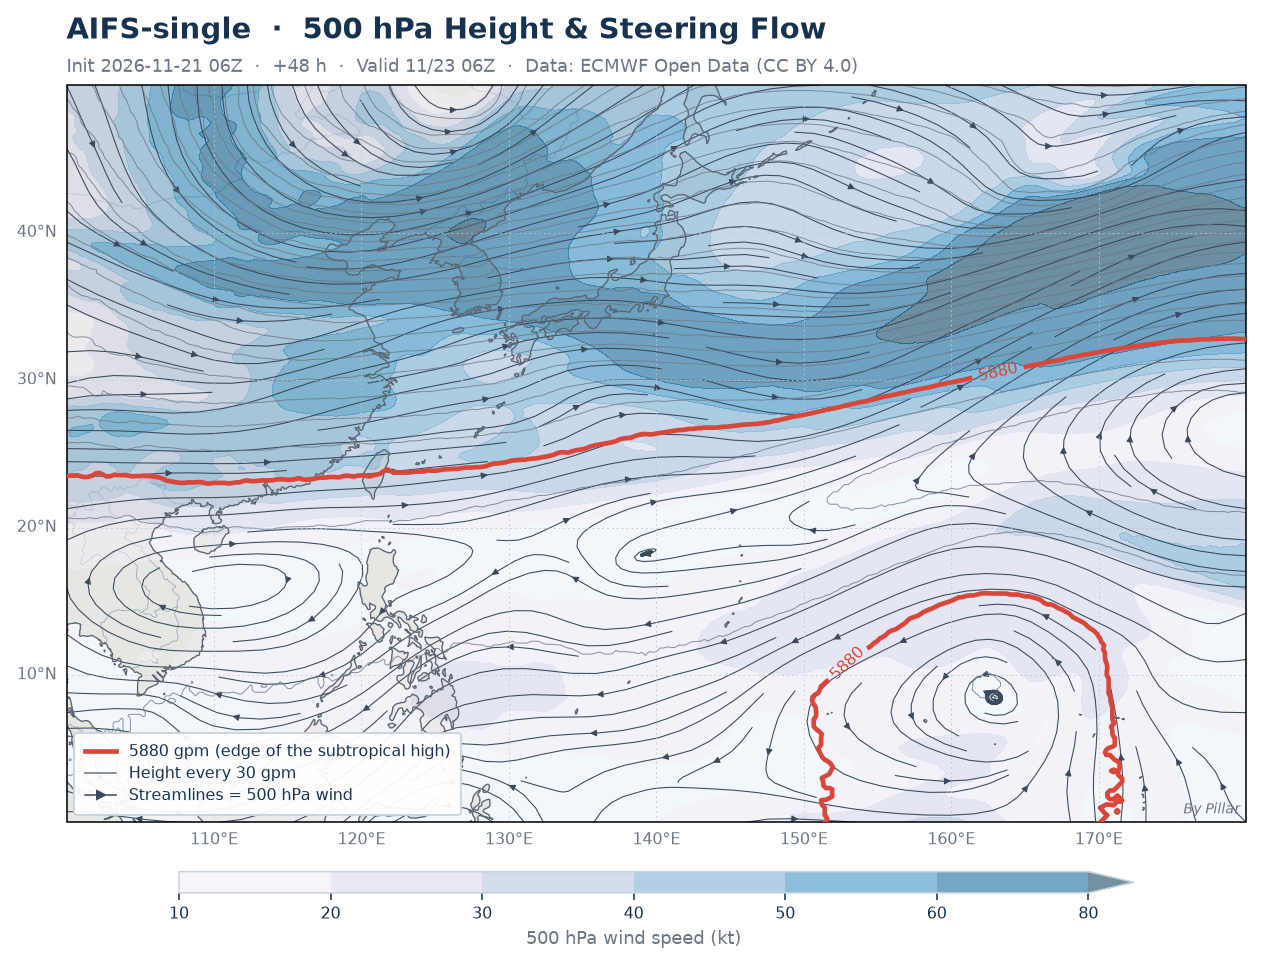 AIFS-single · 500 hPa Height & Steering Flow
Init 2026-11-21 06Z · +48 h · Valid 11/23 06Z · Data: ECMWF Open Data (CC BY 4.0)
40°N
30°N
20°N
10°N
5880
5880
5880 gpm (edge of the subtropical high)
Height every 30 gpm
Streamlines = 500 hPa wind
By Pillar
110°E 120°E 130°E 140°E 150°E 160°E 170°E
10 20 30 40 50 60 80
500 hPa wind speed (kt)